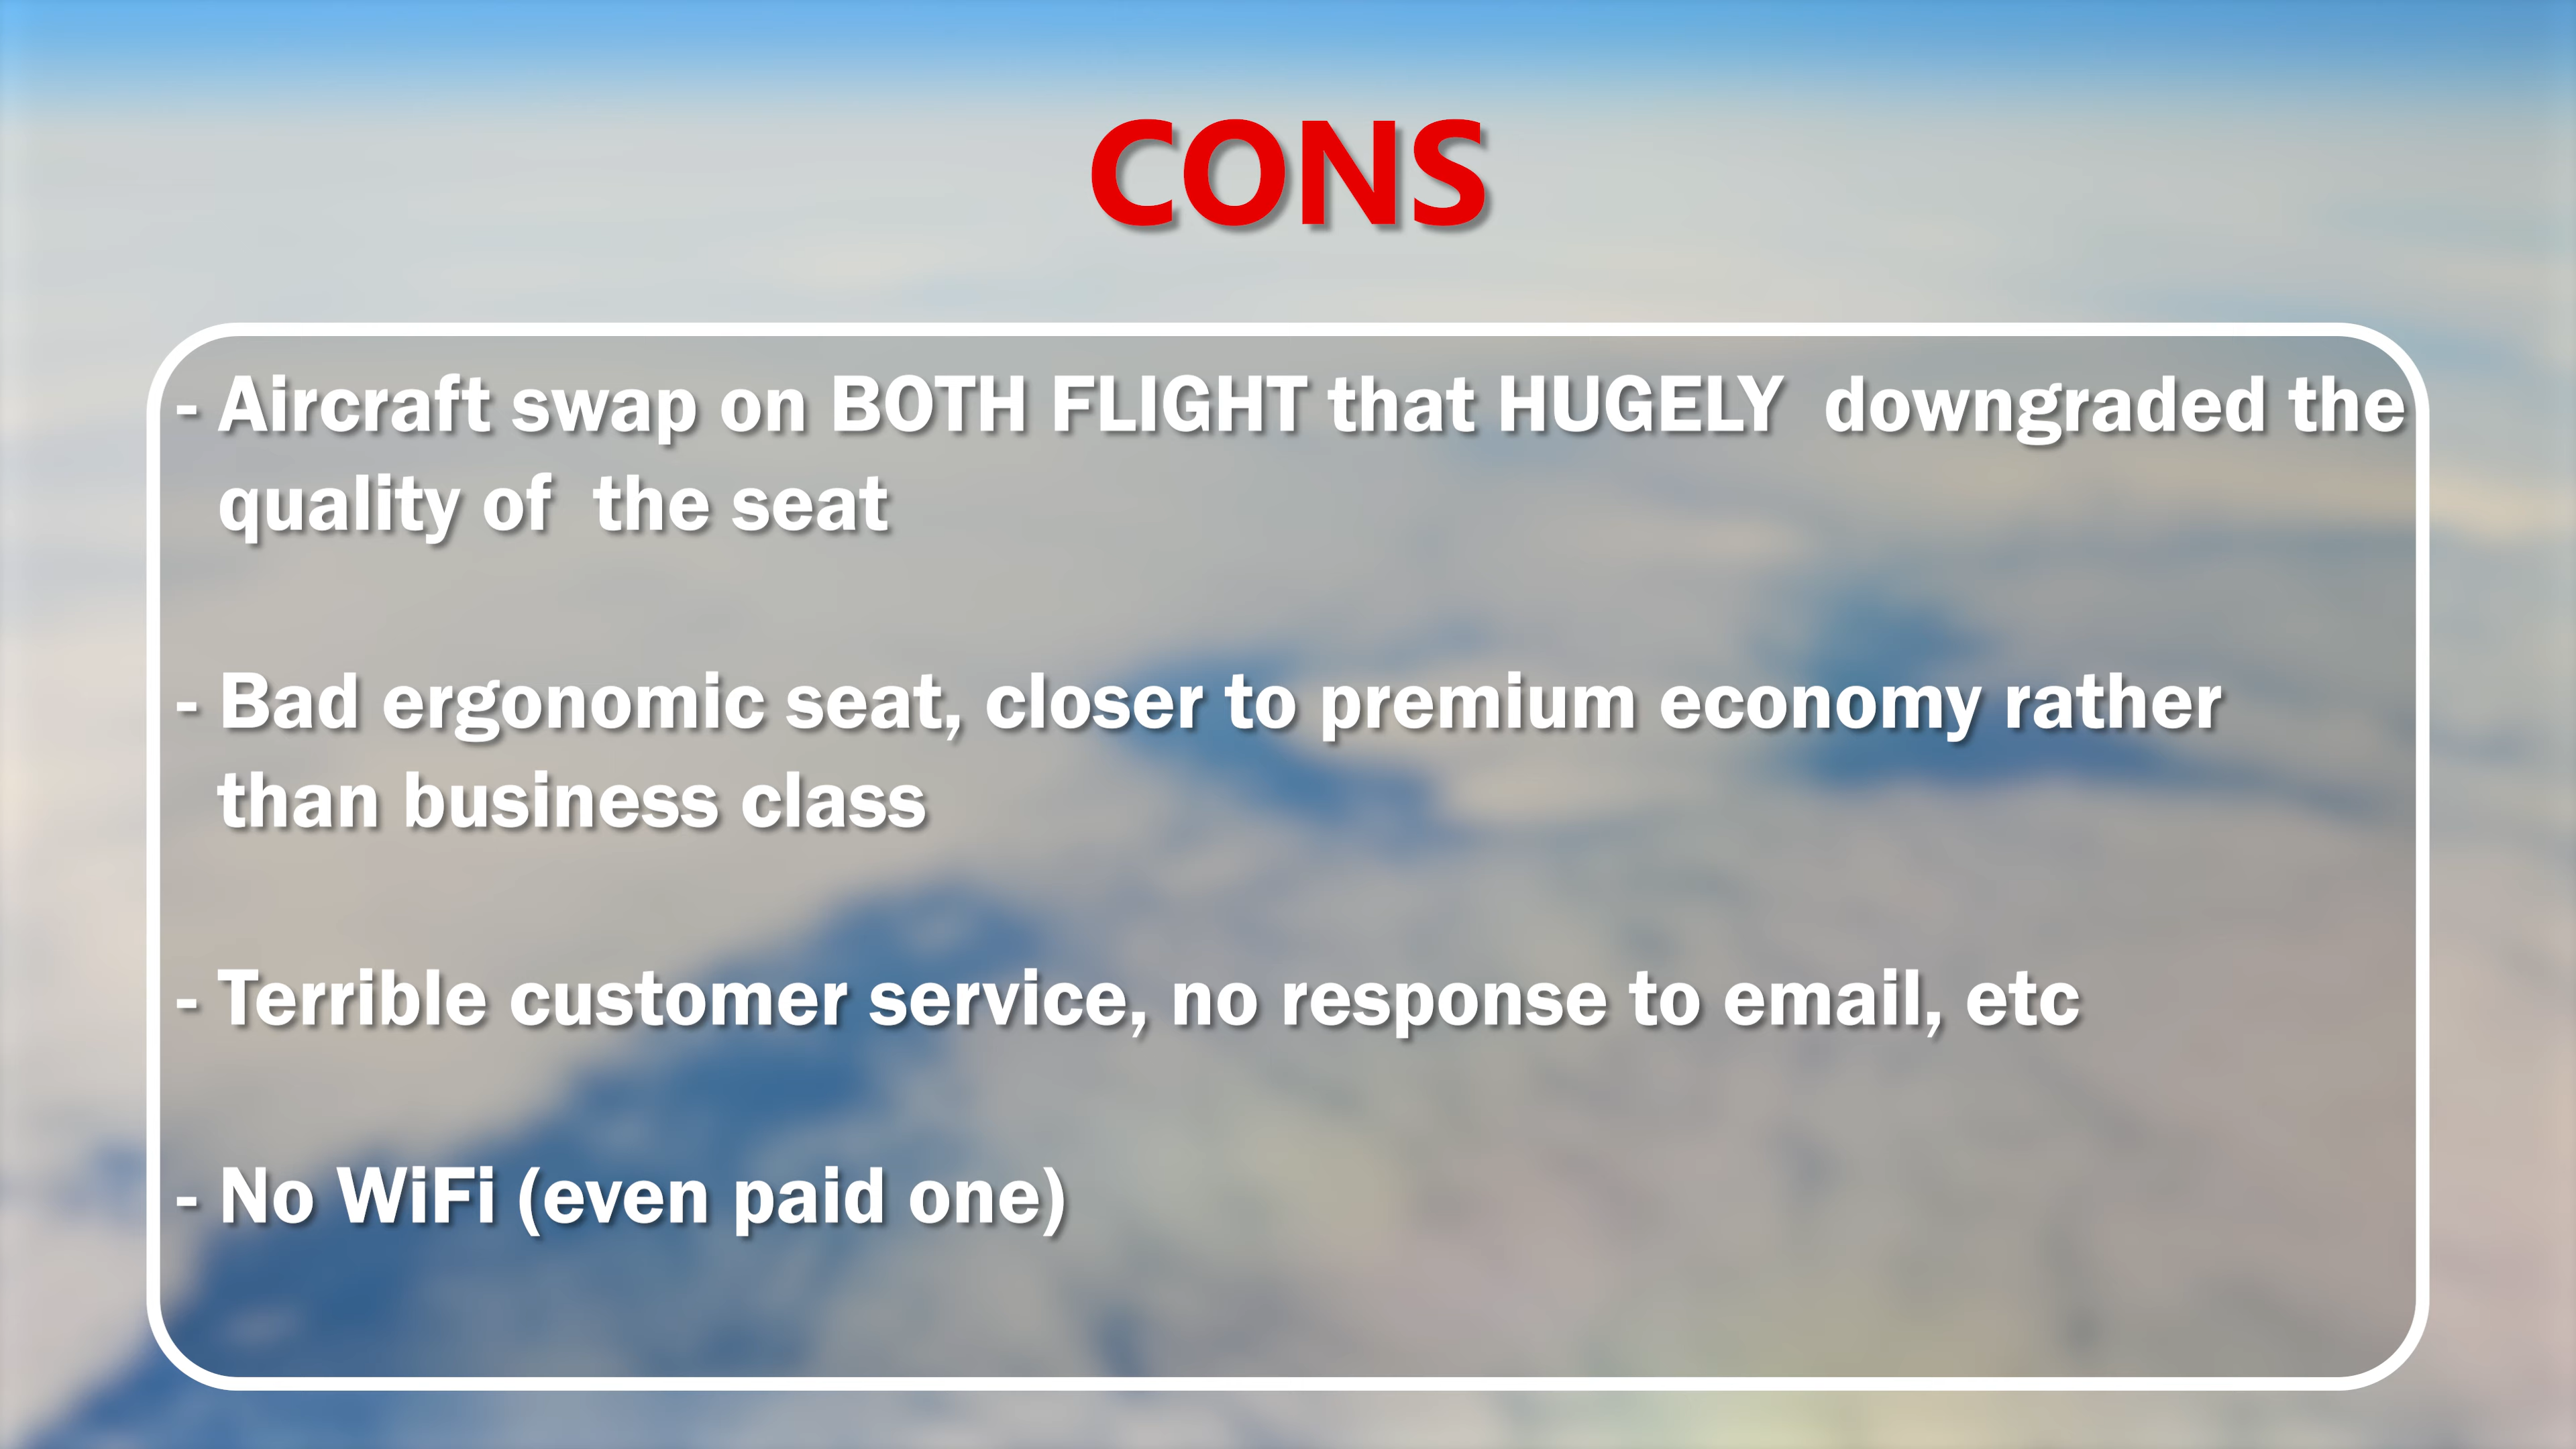 CONS
- Aircraft swap on BOTH FLIGHT that HUGELY  downgraded the
quality of  the seat
- Bad ergonomic seat, closer to premium economy rather
than business class
- Terrible customer service, no response to email, etc
- No WiFi (even paid one)